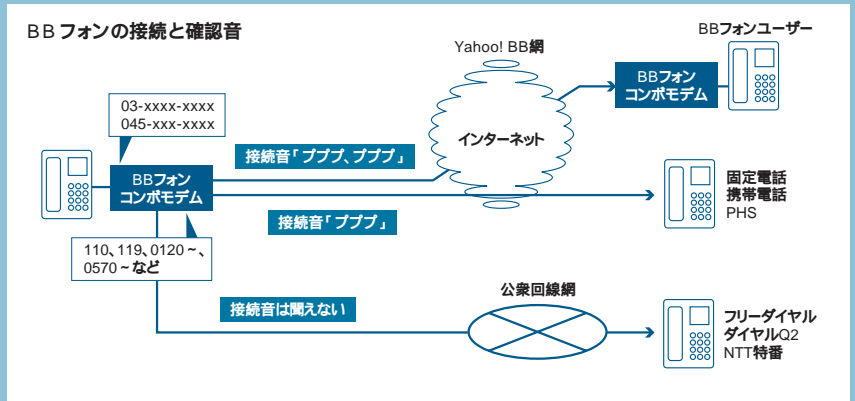 BBフォンの接続と確認音
BBフォンユーザー
Yahoo! BB網
BBフォン
コンボモデム
03-xxxx-xxxx
045-xxx-xxxx
インターネット
接続音「ププププ、ププププ」
BBフォン
コンボモデム
固定電話
携帯電話
PHS
接続音「プププ」
110、119、0120~、
0570~など
公衆回線網
接続音は聞えない
フリーダイヤル
ダイヤルQ2
NTT特番